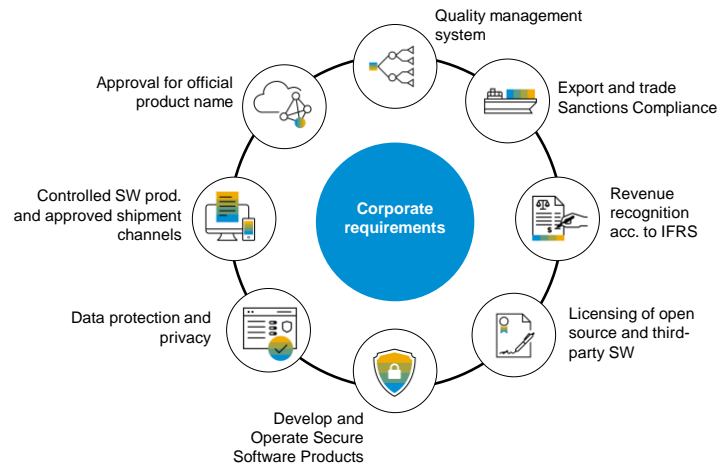 Quality management
system
Export and trade
Sanctions Compliance
Revenue
recognition
acc. to IFRS
Licensing of open
source and third-
party SW
Develop and
Operate Secure
Software Products
Data protection and
privacy
Controlled SW prod.
and approved shipment
channels
Approval for official
product name
Corporate
requirements
$